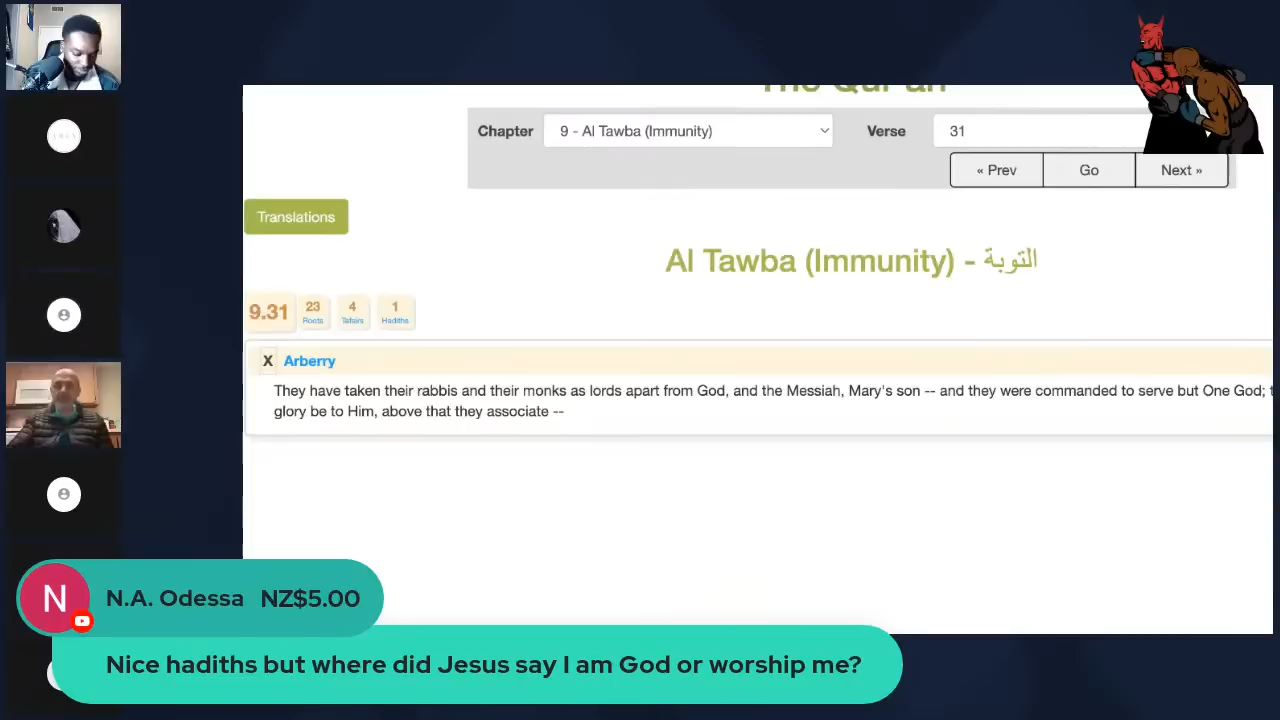 The Qur'an
Chapter
9 - Al Tawba (Immunity)
Verse
31
« Prev
Go
Next »
Translations
Al Tawba (Immunity) - التوبة
9.31
23
Roots
4
Tafsirs
1
Hadiths
X Arberry
They have taken their rabbis and their monks as lords apart from God, and the Messiah, Mary's son -- and they were commanded to serve but One God;
glory be to Him, above that they associate --
N
N.A. Odessa NZ$5.00
Nice hadiths but where did Jesus say I am God or worship me?